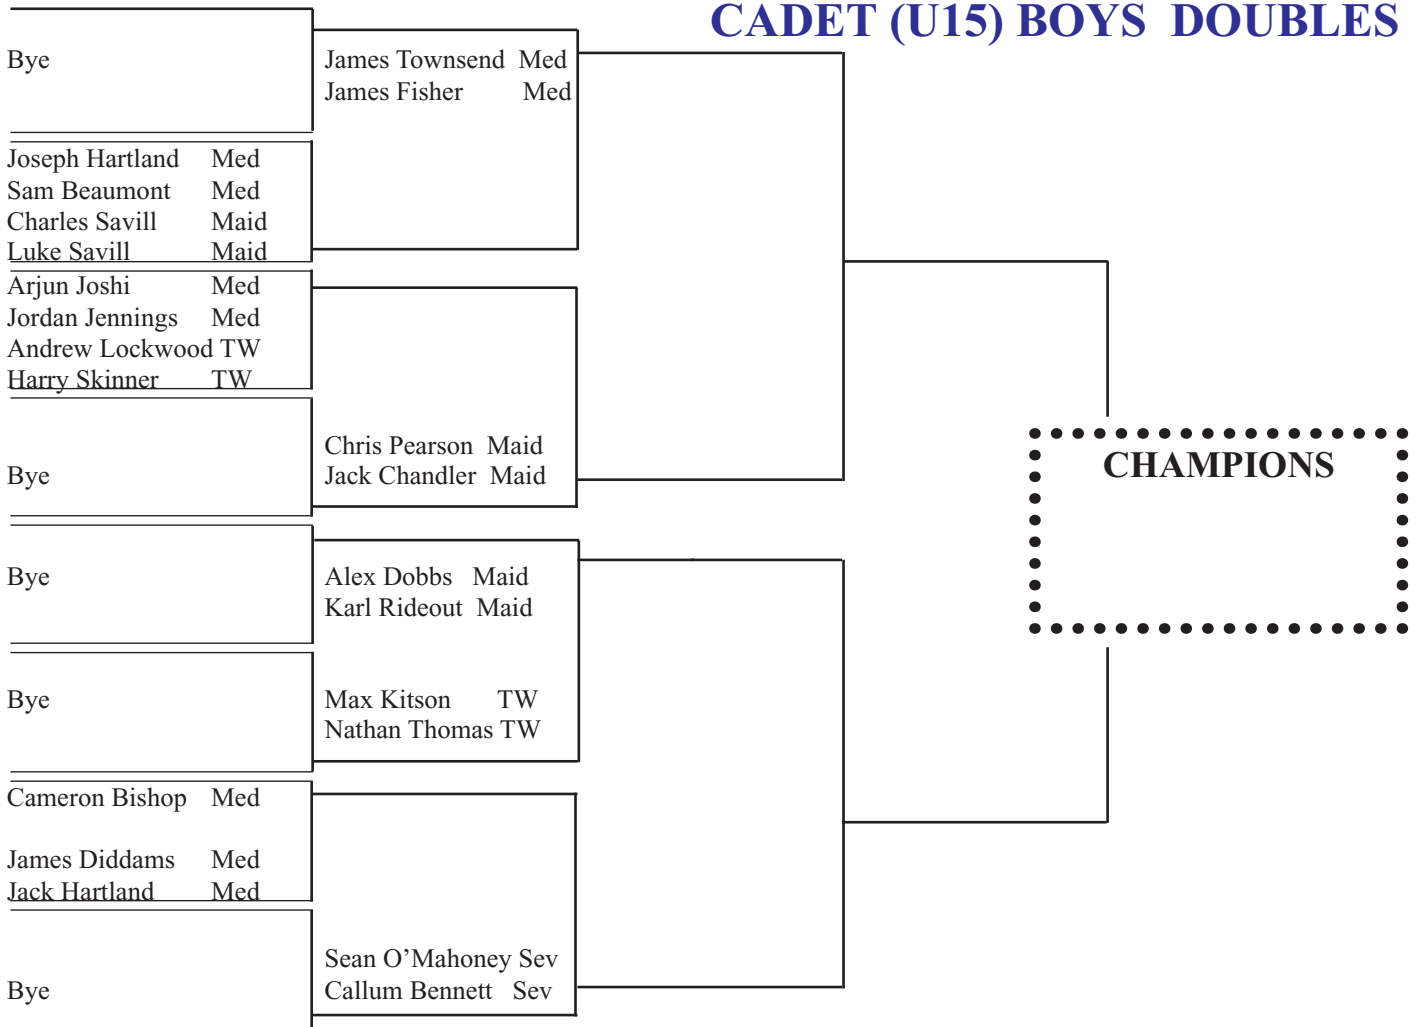 CADET (U15) BOYS DOUBLES
Bye
James Townsend Med
James Fisher Med
Joseph Hartland Med
Sam Beaumont Med
Charles Savill Maid
Luke Savill Maid
Arjun Joshi Med
Jordan Jennings Med
Andrew Lockwood TW
Harry Skinner TW
Chris Pearson Maid
Bye
Jack Chandler Maid
CHAMPIONS
Bye
Alex Dobbs Maid
Karl Rideout Maid
Bye
Max Kitson TW
Nathan Thomas TW
Cameron Bishop Med
James Diddams Med
Jack Hartland Med
Sean O’Mahoney Sev
Bye
Callum Bennett Sev